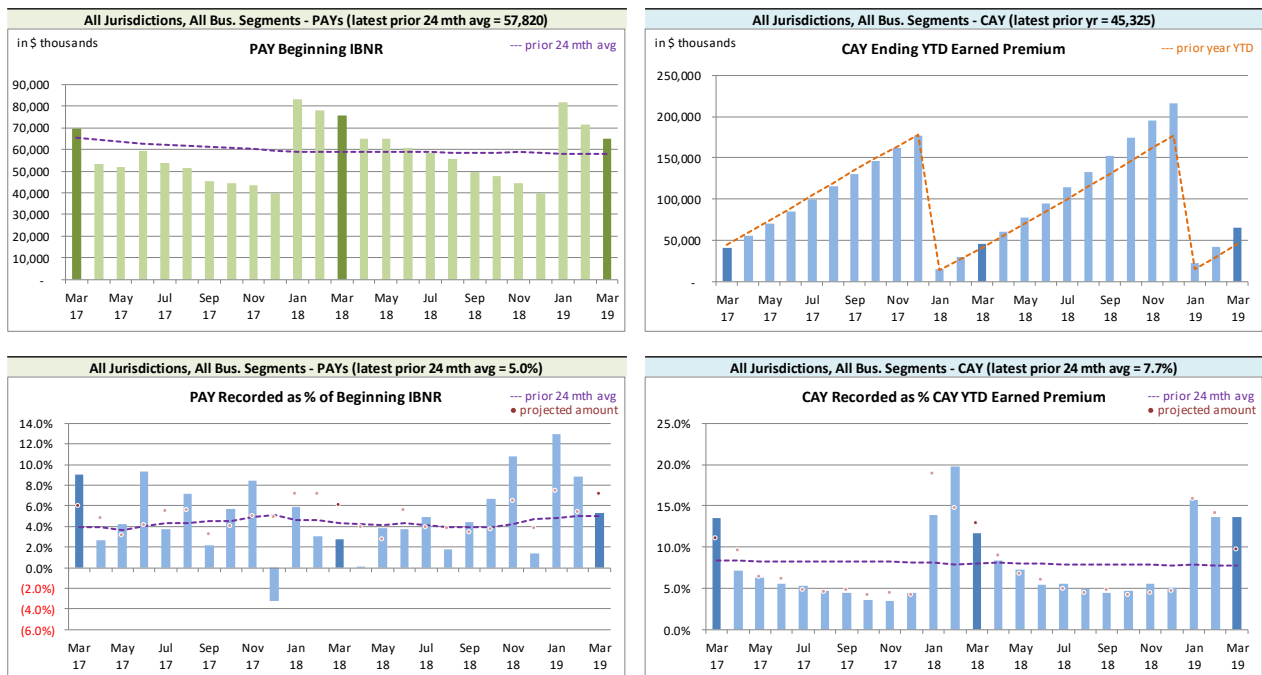 All Jurisdictions, All Bus. Segments - PAYs (latest prior 24 mth avg = 57,820)
in $ thousands
PAY Beginning IBNR
--- prior 24 mth avg
90,000
80,000
70,000
60,000
50,000
40,000
30,000
20,000
10,000
-
Mar May Jul Sep Nov Jan Mar May Jul Sep Nov Jan Mar
17 17 17 17 17 18 18 18 18 18 18 19 19
All Jurisdictions, All Bus. Segments - CAY (latest prior yr = 45,325)
in $ thousands
CAY Ending YTD Earned Premium
--- prior year YTD
250,000
200,000
150,000
100,000
50,000
-
Mar May Jul Sep Nov Jan Mar May Jul Sep Nov Jan Mar
17 17 17 17 17 18 18 18 18 18 18 19 19
All Jurisdictions, All Bus. Segments - PAYs (latest prior 24 mth avg = 5.0%)
PAY Recorded as % of Beginning IBNR
--- prior 24 mth avg
• projected amount
14.0%
12.0%
10.0%
8.0%
6.0%
4.0%
2.0%
0.0%
(2.0%)
(4.0%)
(6.0%)
Mar May Jul Sep Nov Jan Mar May Jul Sep Nov Jan Mar
17 17 17 17 17 18 18 18 18 18 18 19 19
All Jurisdictions, All Bus. Segments - CAY (latest prior 24 mth avg = 7.7%)
CAY Recorded as % CAY YTD Earned Premium
--- prior 24 mth avg
• projected amount
25.0%
20.0%
15.0%
10.0%
5.0%
0.0%
Mar May Jul Sep Nov Jan Mar May Jul Sep Nov Jan Mar
17 17 17 17 17 18 18 18 18 18 18 19 19